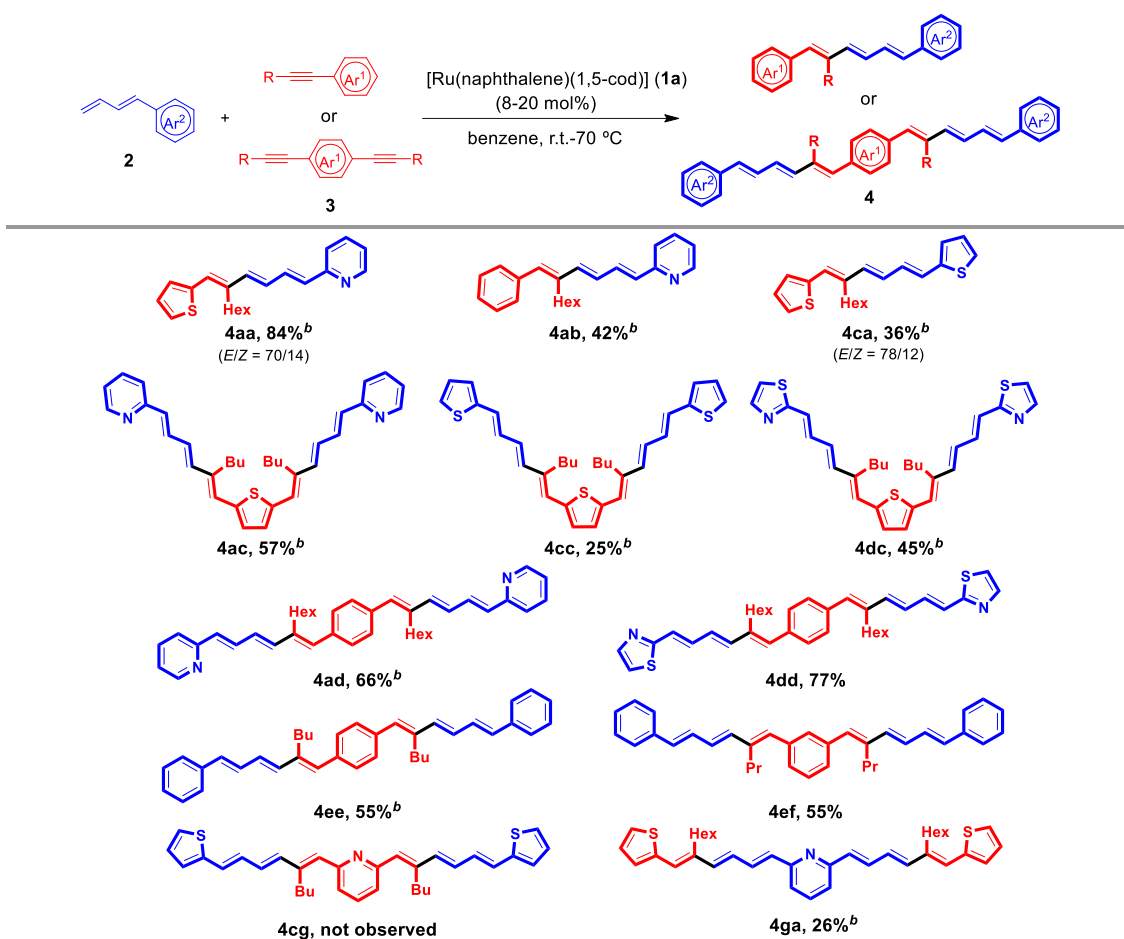 R
Ar1
Ar2
2
+
or
R
Ar1
R
3
[Ru(naphthalene)(1,5-cod)] (1a)
(8-20 mol%)
benzene, r.t.-70 ºC
Ar1
R
Ar2
or
Ar2
R
Ar1
R
Ar2
4
S
Hex
N
4aa, 84%b
(E/Z = 70/14)
Hex
N
4ab, 42%b
S
Hex
S
4ca, 36%b
(E/Z = 78/12)
N
N
Bu
Bu
S
4ac, 57%b
S
S
Bu
Bu
S
4cc, 25%b
S
N
S
N
Bu
Bu
S
4dc, 45%b
N
Hex
Hex
N
4ad, 66%b
S
N
Hex
Hex
N
S
4dd, 77%
Bu
Bu
4ee, 55%b
Pr
Pr
4ef, 55%
S
S
N
Bu
Bu
4cg, not observed
S
Hex
Hex
S
N
4ga, 26%b